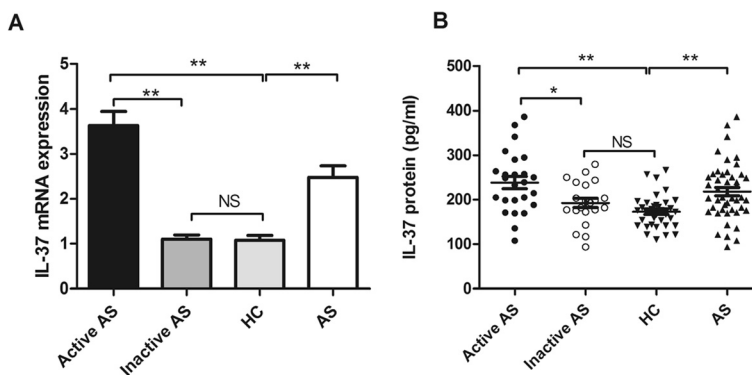 A
IL-37 mRNA expression
5
4
3
2
1
0
**
**
**
NS
Active AS
Inactive AS
HC
AS
B
IL-37 protein (pg/ml)
500
400
300
200
100
0
**
**
*
NS
Active AS
Inactive AS
HC
AS